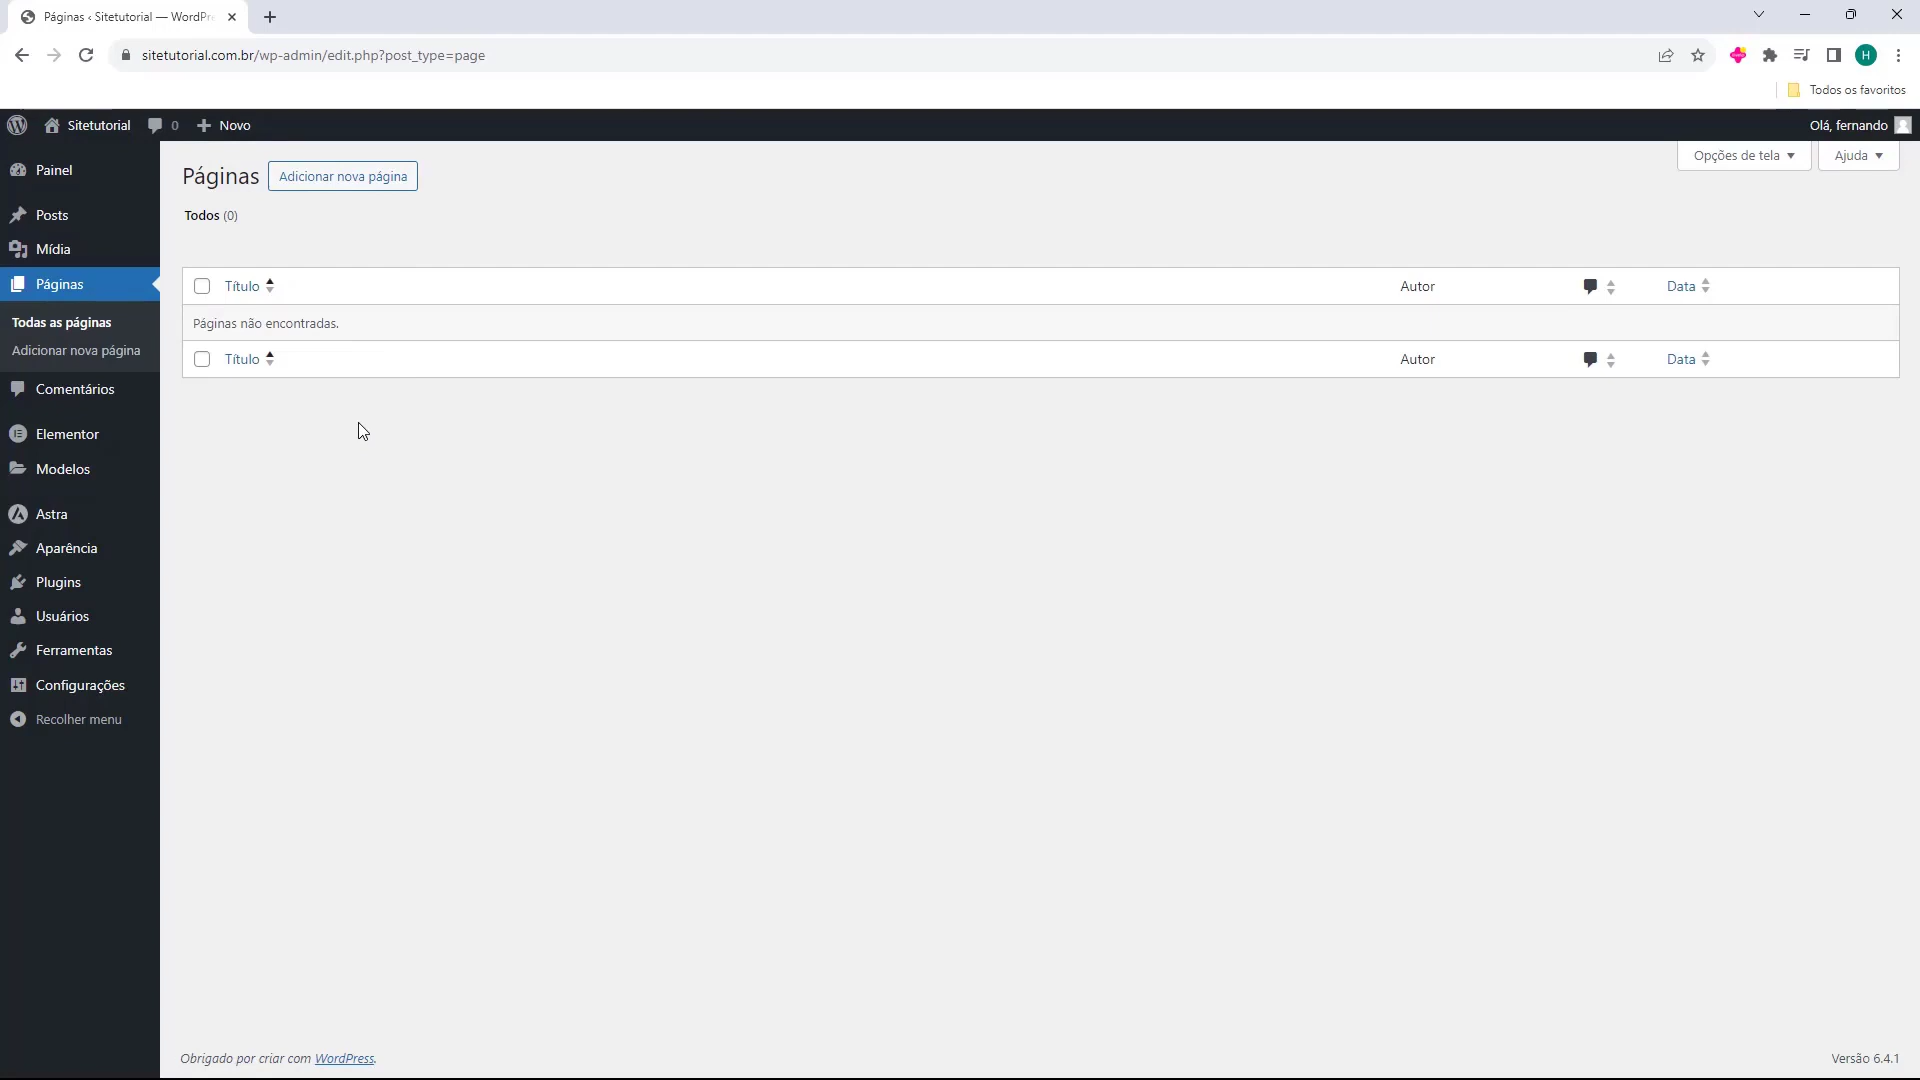 Páginas ‹ Sitetutorial — WordPr
sitetutorial.com.br/wp-admin/edit.php?post_type=page
H
Todos os favoritos
Sitetutorial 0 Novo Olá, fernando
Opções de tela Ajuda
Painel
Posts
Mídia
Páginas
Todas as páginas
Adicionar nova página
Comentários
Elementor
Modelos
Astra
Aparência
Plugins
Usuários
Ferramentas
Configurações
Recolher menu
Páginas Adicionar nova página
Todos (0)
Título Autor Data
Páginas não encontradas.
Título Autor Data
Obrigado por criar com WordPress. Versão 6.4.1